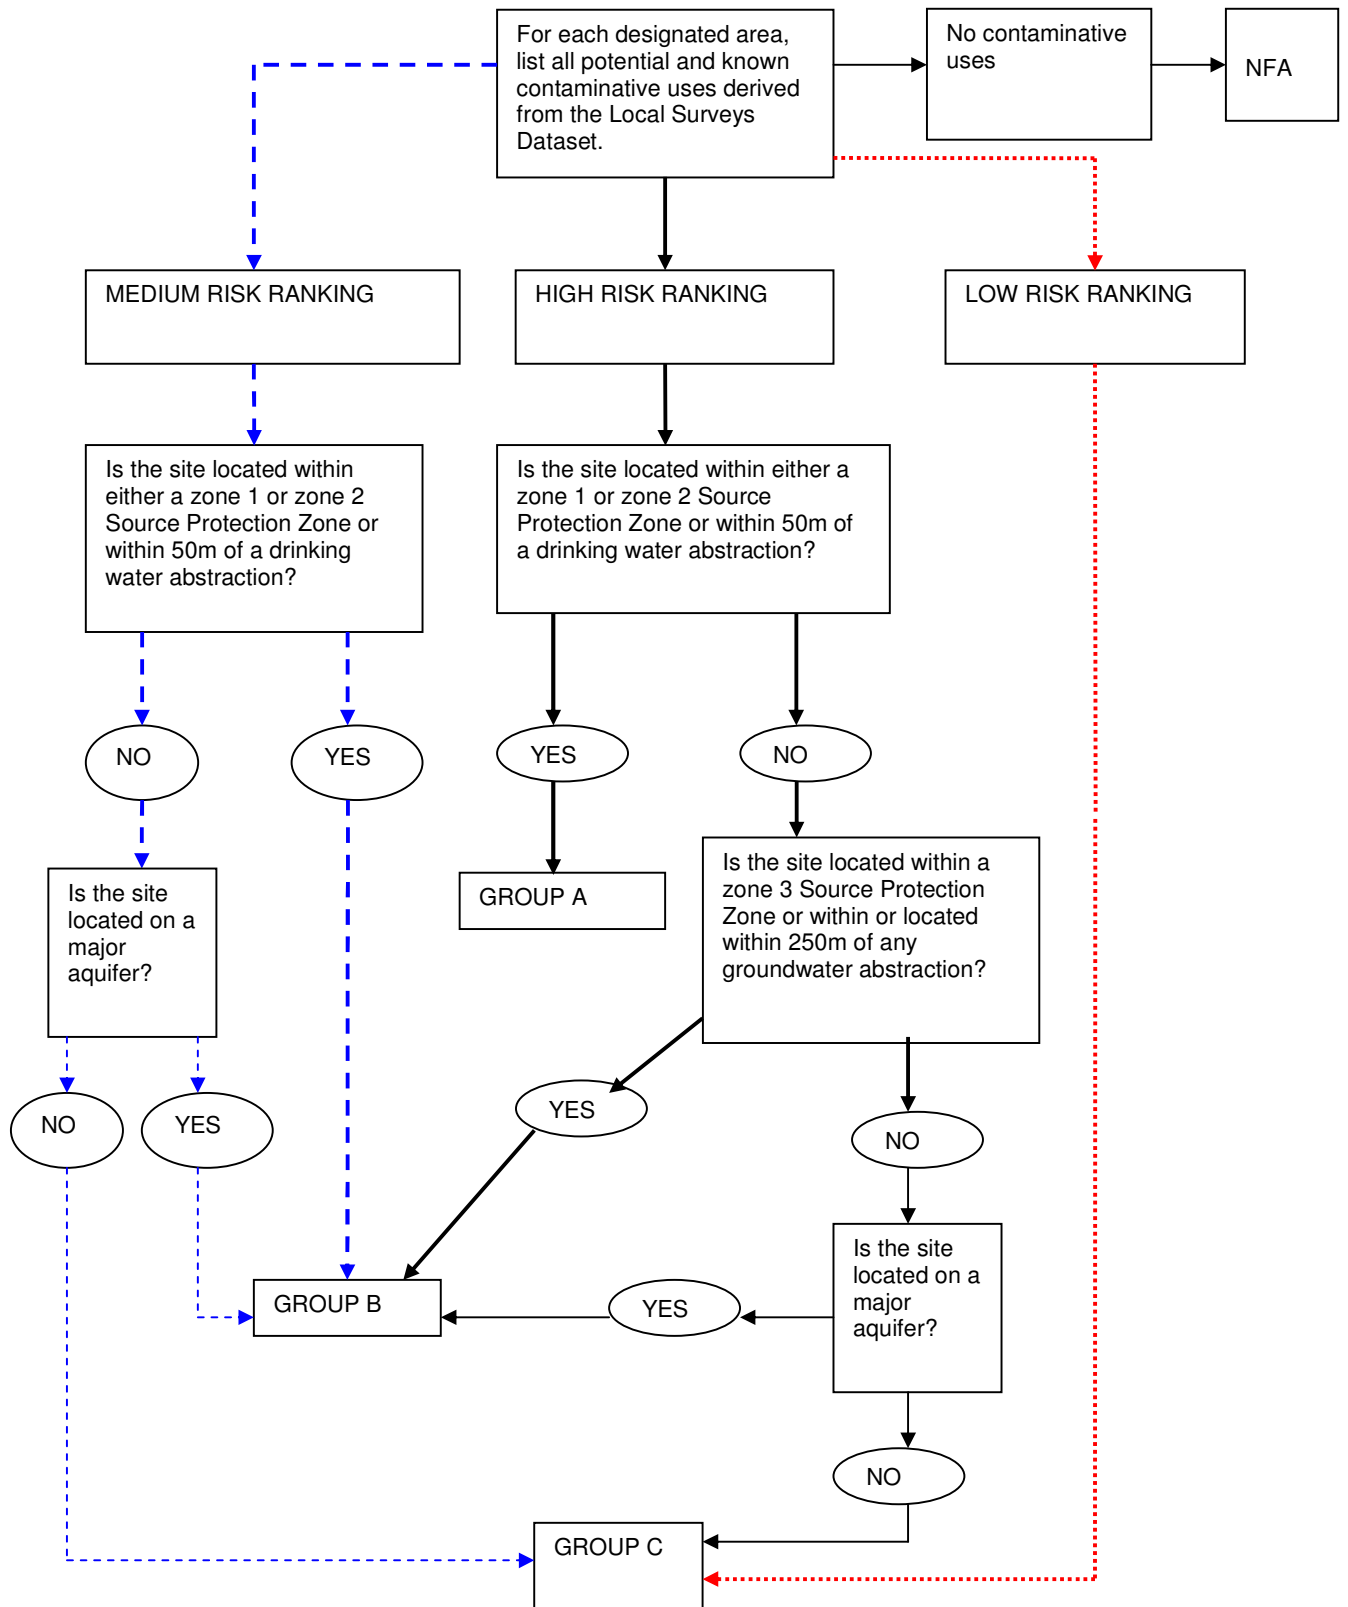 For each designated area,
list all potential and known
contaminative uses derived
from the Local Surveys
Dataset.
No contaminative
uses
NFA
MEDIUM RISK RANKING
HIGH RISK RANKING
LOW RISK RANKING
Is the site located within
either a zone 1 or zone 2
Source Protection Zone or
within 50m of a drinking
water abstraction?
Is the site located within either a
zone 1 or zone 2 Source
Protection Zone or within 50m of
a drinking water abstraction?
NO
YES
YES
NO
Is the site
located on a
major
aquifer?
GROUP A
Is the site located within a
zone 3 Source Protection
Zone or within or located
within 250m of any
groundwater abstraction?
NO
YES
YES
NO
Is the site
located on a
major
aquifer?
GROUP B
YES
NO
GROUP C